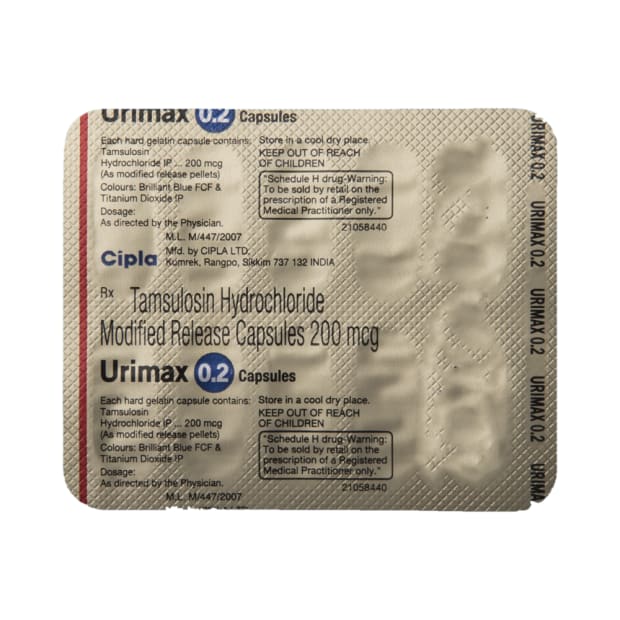 Urimax 0.2 Capsules
Each hard gelatin capsule contains:
Tamsulosin
Hydrochloride IP ... 200 mcg
(As modified release pellets)
Colours: Brilliant Blue FCF &
Titanium Dioxide IP
Dosage:
As directed by the Physician.
Store in a cool dry place.
KEEP OUT OF REACH
OF CHILDREN
"Schedule H drug-Warning:
To be sold by retail on the
prescription of a Registered
Medical Practitioner only."
21058440
M.L. M/447/2007
Cipla
Mfd. by CIPLA LTD.
Kumrek, Rangpo, Sikkim 737 132 INDIA
Rx Tamsulosin Hydrochloride
Modified Release Capsules 200 mcg
Urimax 0.2 Capsules
Each hard gelatin capsule contains:
Tamsulosin
Hydrochloride IP ... 200 mcg
(As modified release pellets)
Colours: Brilliant Blue FCF &
Titanium Dioxide IP
Dosage:
As directed by the Physician.
Store in a cool dry place.
KEEP OUT OF REACH
OF CHILDREN
"Schedule H drug-Warning:
To be sold by retail on the
prescription of a Registered
Medical Practitioner only."
21058440
M.L. M/447/2007
URIMAX 0.2
URIMAX 0.2
URIMAX 0.2
URIMAX 0.2
URIMA